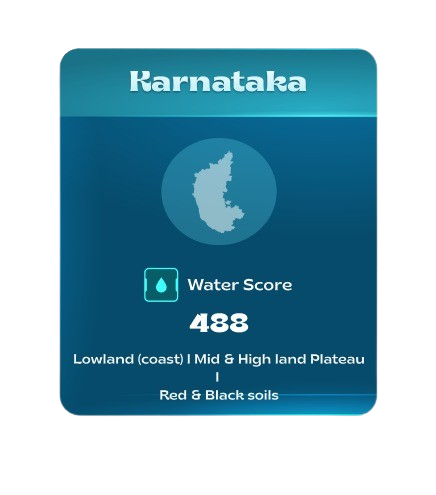 Karnataka
Water Score
488
Lowland (coast) l Mid & High land Plateau
l
Red & Black soils